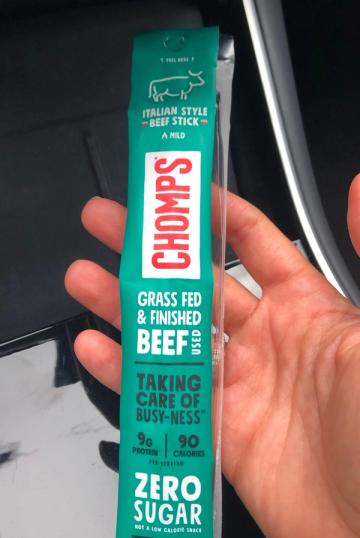 PEEL HERE
ITALIAN STYLE
BEEF STICK
MILD
CHOMPS
GRASS FED
& FINISHED
BEEF USED
TAKING
CARE OF
BUSY-NESS™
9G PROTEIN | 90 CALORIES
PER SERVING
ZERO
SUGAR
NOT A LOW CALORIE SNACK